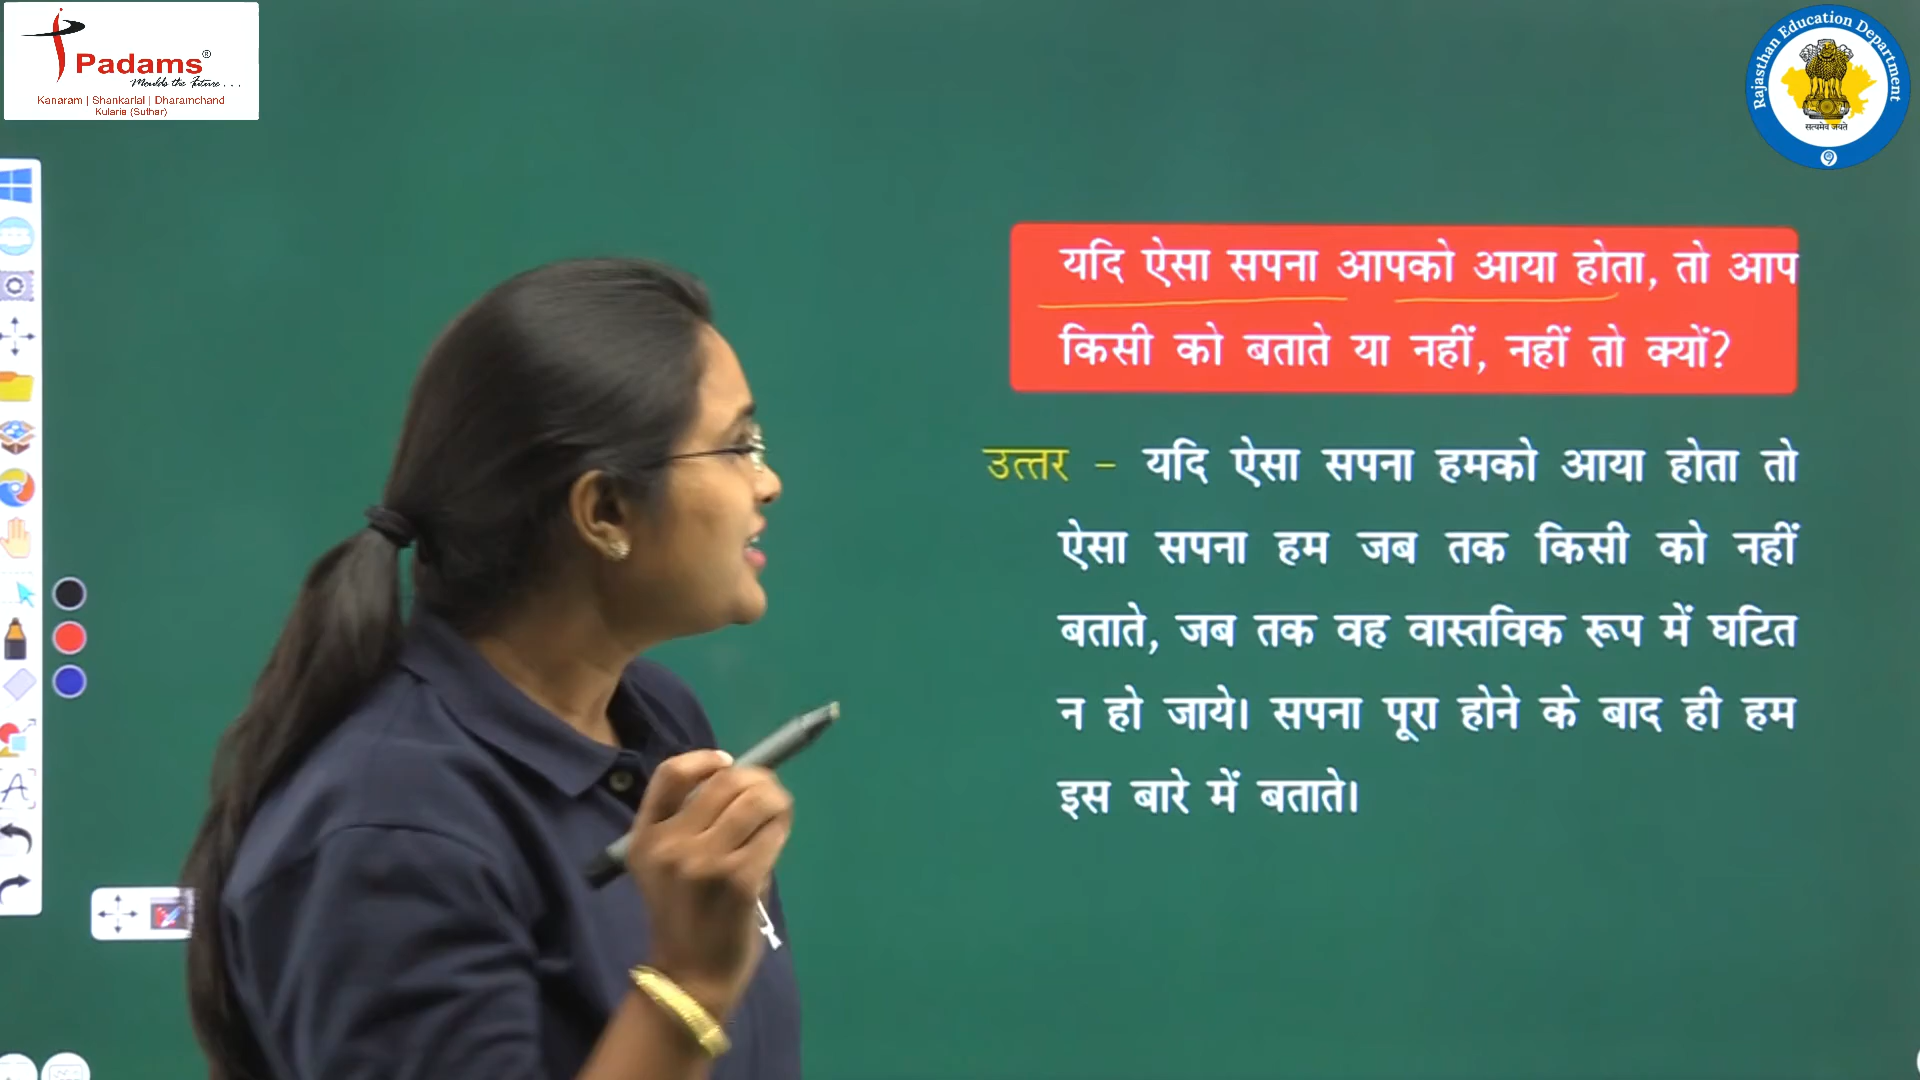 Padams®
Moulds the Future . . .
Kanaram | Shankarlal | Dharamchand
Kularia (Suthar)
Rajasthan Education Department
सत्यमेव जयते
यदि ऐसा सपना आपको आया होता, तो आप
किसी को बताते या नहीं, नहीं तो क्यों?
उत्तर – यदि ऐसा सपना हमको आया होता तो
ऐसा सपना हम जब तक किसी को नहीं
बताते, जब तक वह वास्तविक रूप में घटित
न हो जाये। सपना पूरा होने के बाद ही हम
इस बारे में बताते।